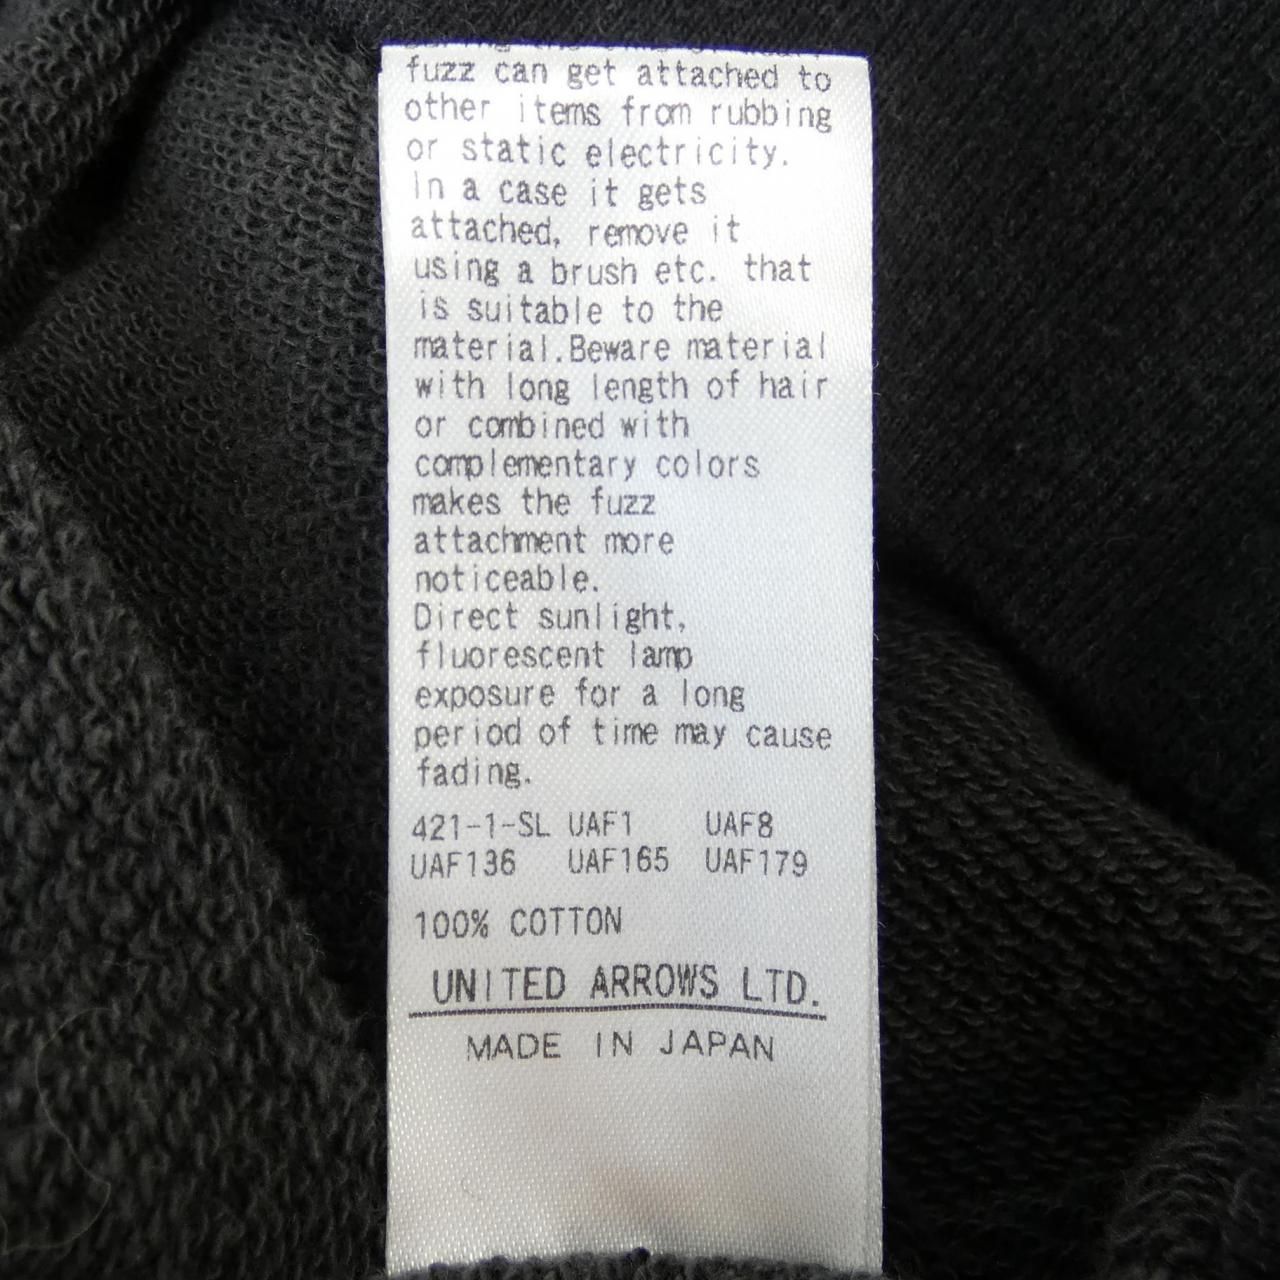 fuzz can get attached to
other items from rubbing
or static electricity.
In a case it gets
attached, remove it
using a brush etc. that
is suitable to the
material.Beware material
with long length of hair
or combined with
complementary colors
makes the fuzz
attachment more
noticeable.
Direct sunlight,
fluorescent lamp
exposure for a long
period of time may cause
fading.
421-1-SL UAF1 UAF8
UAF136 UAF165 UAF179
100% COTTON
UNITED ARROWS LTD.
MADE IN JAPAN